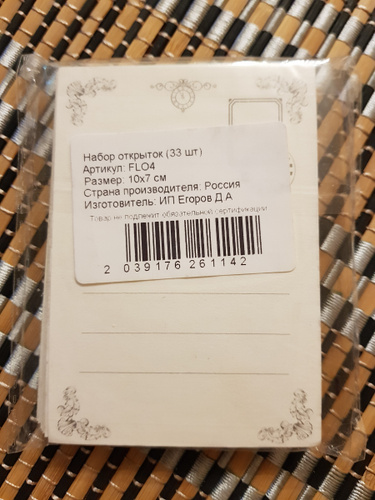 Набор открыток (33 шт)
Артикул: FLO4
Размер: 10х7 см
Страна производителя: Россия
Изготовитель: ИП Егоров Д.А
Товар не подлежит обязательной сертификации
2 039176 261142